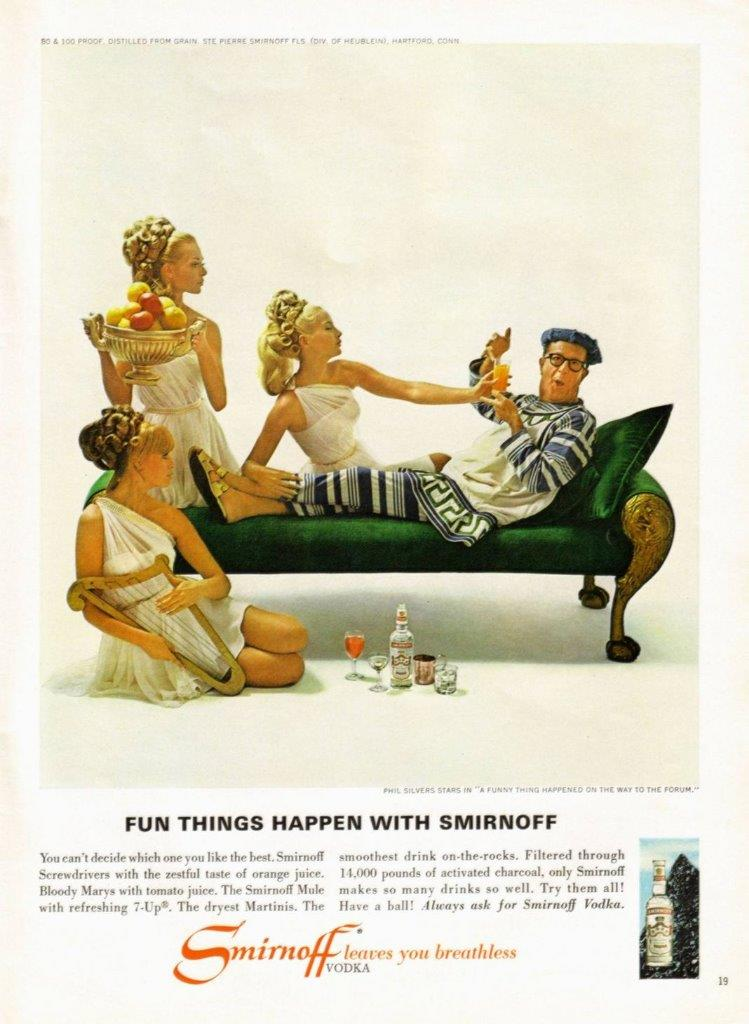 80 & 100 PROOF. DISTILLED FROM GRAIN. STE PIERRE SMIRNOFF FLS. (DIV. OF HEUBLEIN), HARTFORD, CONN.
PHIL SILVERS STARS IN "A FUNNY THING HAPPENED ON THE WAY TO THE FORUM."
FUN THINGS HAPPEN WITH SMIRNOFF
You can't decide which one you like the best. Smirnoff
Screwdrivers with the zestful taste of orange juice.
Bloody Marys with tomato juice. The Smirnoff Mule
with refreshing 7-Up®. The dryest Martinis. The
smoothest drink on-the-rocks. Filtered through
14,000 pounds of activated charcoal, only Smirnoff
makes so many drinks so well. Try them all!
Have a ball! Always ask for Smirnoff Vodka.
Smirnoff® leaves you breathless
VODKA
19